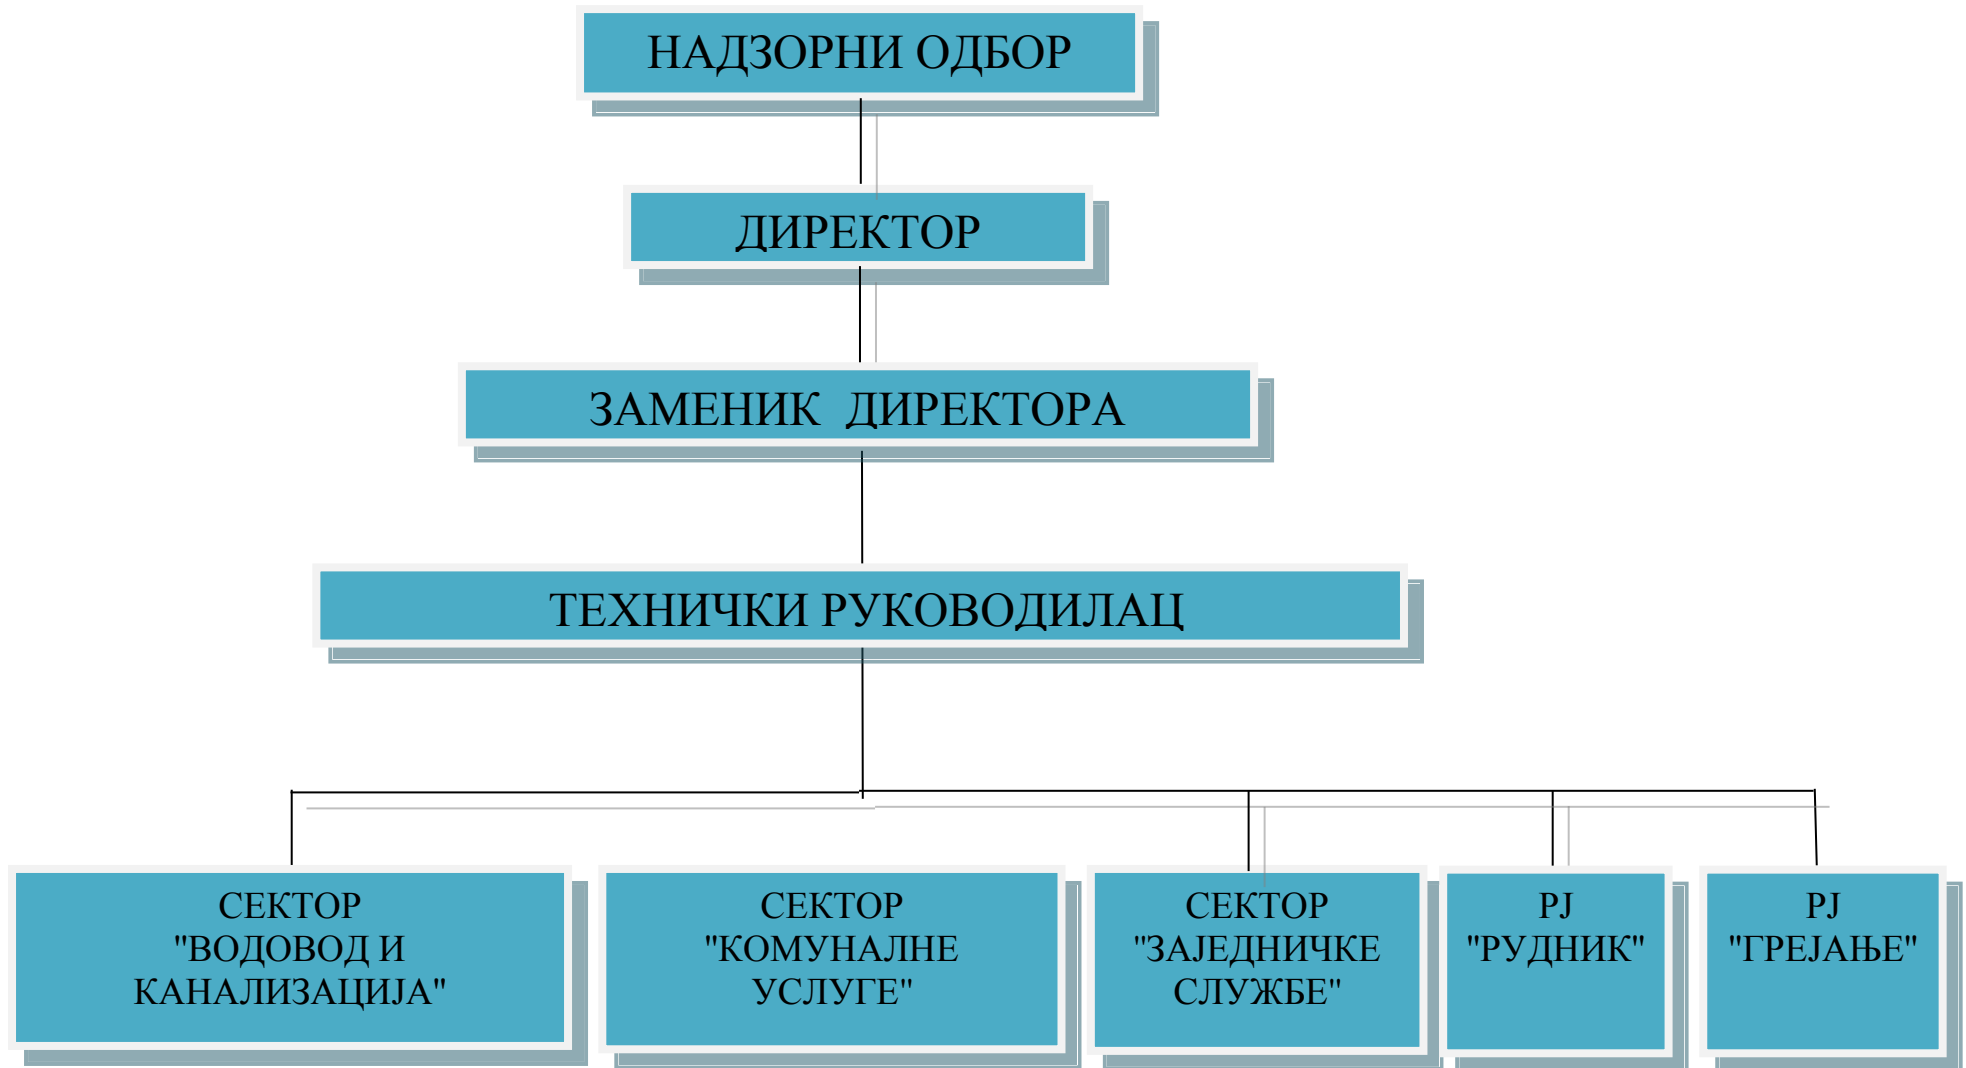 НАДЗОРНИ ОДБОР
ДИРЕКТОР
ЗАМЕНИК  ДИРЕКТОРА
ТЕХНИЧКИ РУКОВОДИЛАЦ
СЕКТОР
"ВОДОВОД И
КАНАЛИЗАЦИЈА"
СЕКТОР
"КОМУНАЛНЕ
УСЛУГЕ"
СЕКТОР
"ЗАЈЕДНИЧКЕ
СЛУЖБЕ"
РЈ
"РУДНИК"
РЈ
"ГРЕЈАЊЕ"